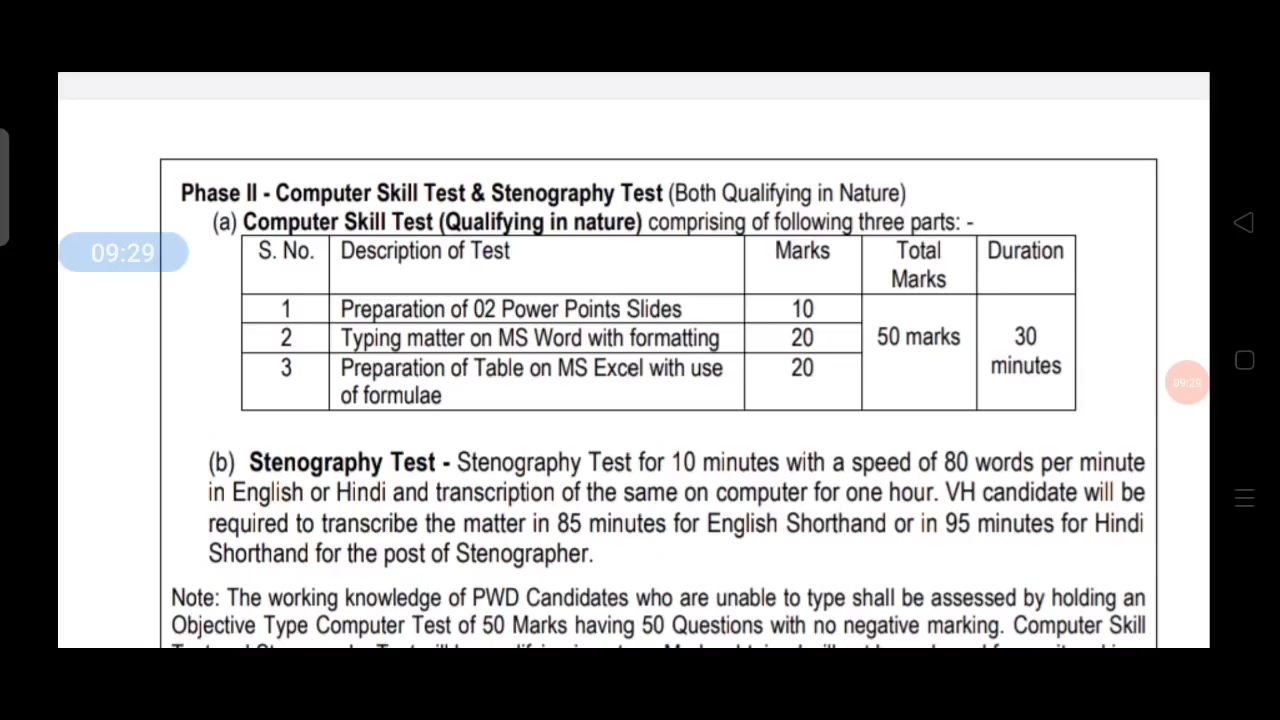 Phase II - Computer Skill Test & Stenography Test (Both Qualifying in Nature)
(a) Computer Skill Test (Qualifying in nature) comprising of following three parts: -
09:29
S. No. Description of Test Marks Total Marks Duration
1 Preparation of 02 Power Points Slides 10
2 Typing matter on MS Word with formatting 20 50 marks 30 minutes
3 Preparation of Table on MS Excel with use 20
of formulae
09:29
(b) Stenography Test - Stenography Test for 10 minutes with a speed of 80 words per minute
in English or Hindi and transcription of the same on computer for one hour. VH candidate will be
required to transcribe the matter in 85 minutes for English Shorthand or in 95 minutes for Hindi
Shorthand for the post of Stenographer.
Note: The working knowledge of PWD Candidates who are unable to type shall be assessed by holding an
Objective Type Computer Test of 50 Marks having 50 Questions with no negative marking. Computer Skill